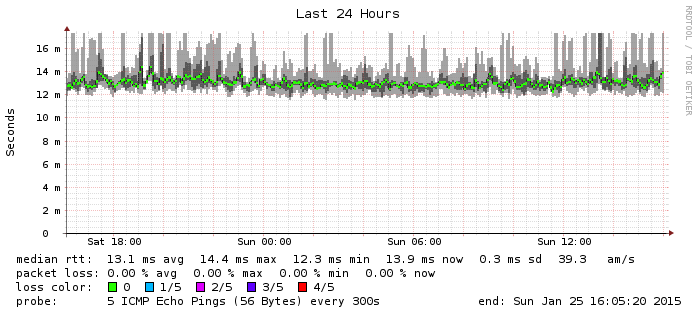 Last 24 Hours
RRDTOOL / TOBI OETIKER
Seconds
16 m
14 m
12 m
10 m
8 m
6 m
4 m
2 m
0
Sat 18:00 Sun 00:00 Sun 06:00 Sun 12:00
median rtt: 13.1 ms avg 14.4 ms max 12.3 ms min 13.9 ms now 0.3 ms sd 39.3 am/s
packet loss: 0.00 % avg 0.00 % max 0.00 % min 0.00 % now
loss color: 0 1/5 2/5 3/5 4/5
probe: 5 ICMP Echo Pings (56 Bytes) every 300s end: Sun Jan 25 16:05:20 2015